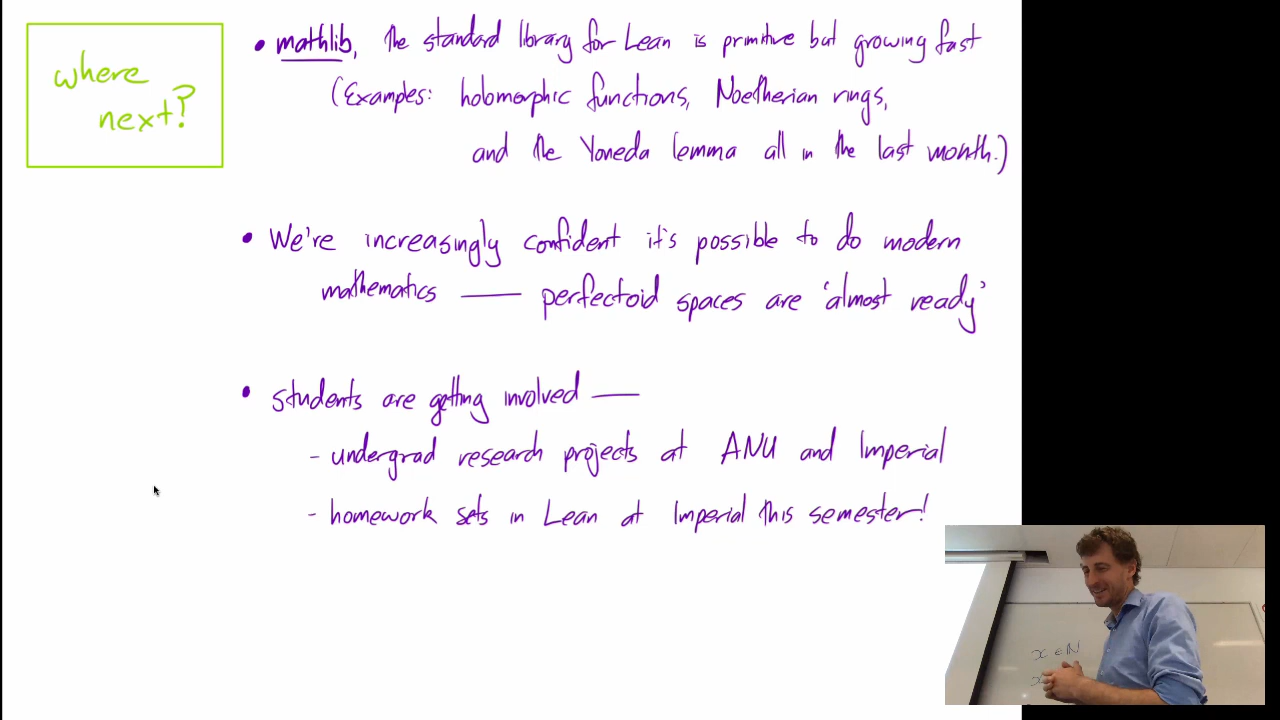 where
next?
• mathlib, the standard library for Lean is primitive but growing fast
(Examples: holomorphic functions, Noetherian rings,
and the Yoneda lemma all in the last month.)
• We're increasingly confident it's possible to do modern
mathematics — perfectoid spaces are 'almost ready'
• students are getting involved —
- undergrad research projects at ANU and Imperial
- homework sets in Lean at Imperial this semester!
x ∈ ℕ
x